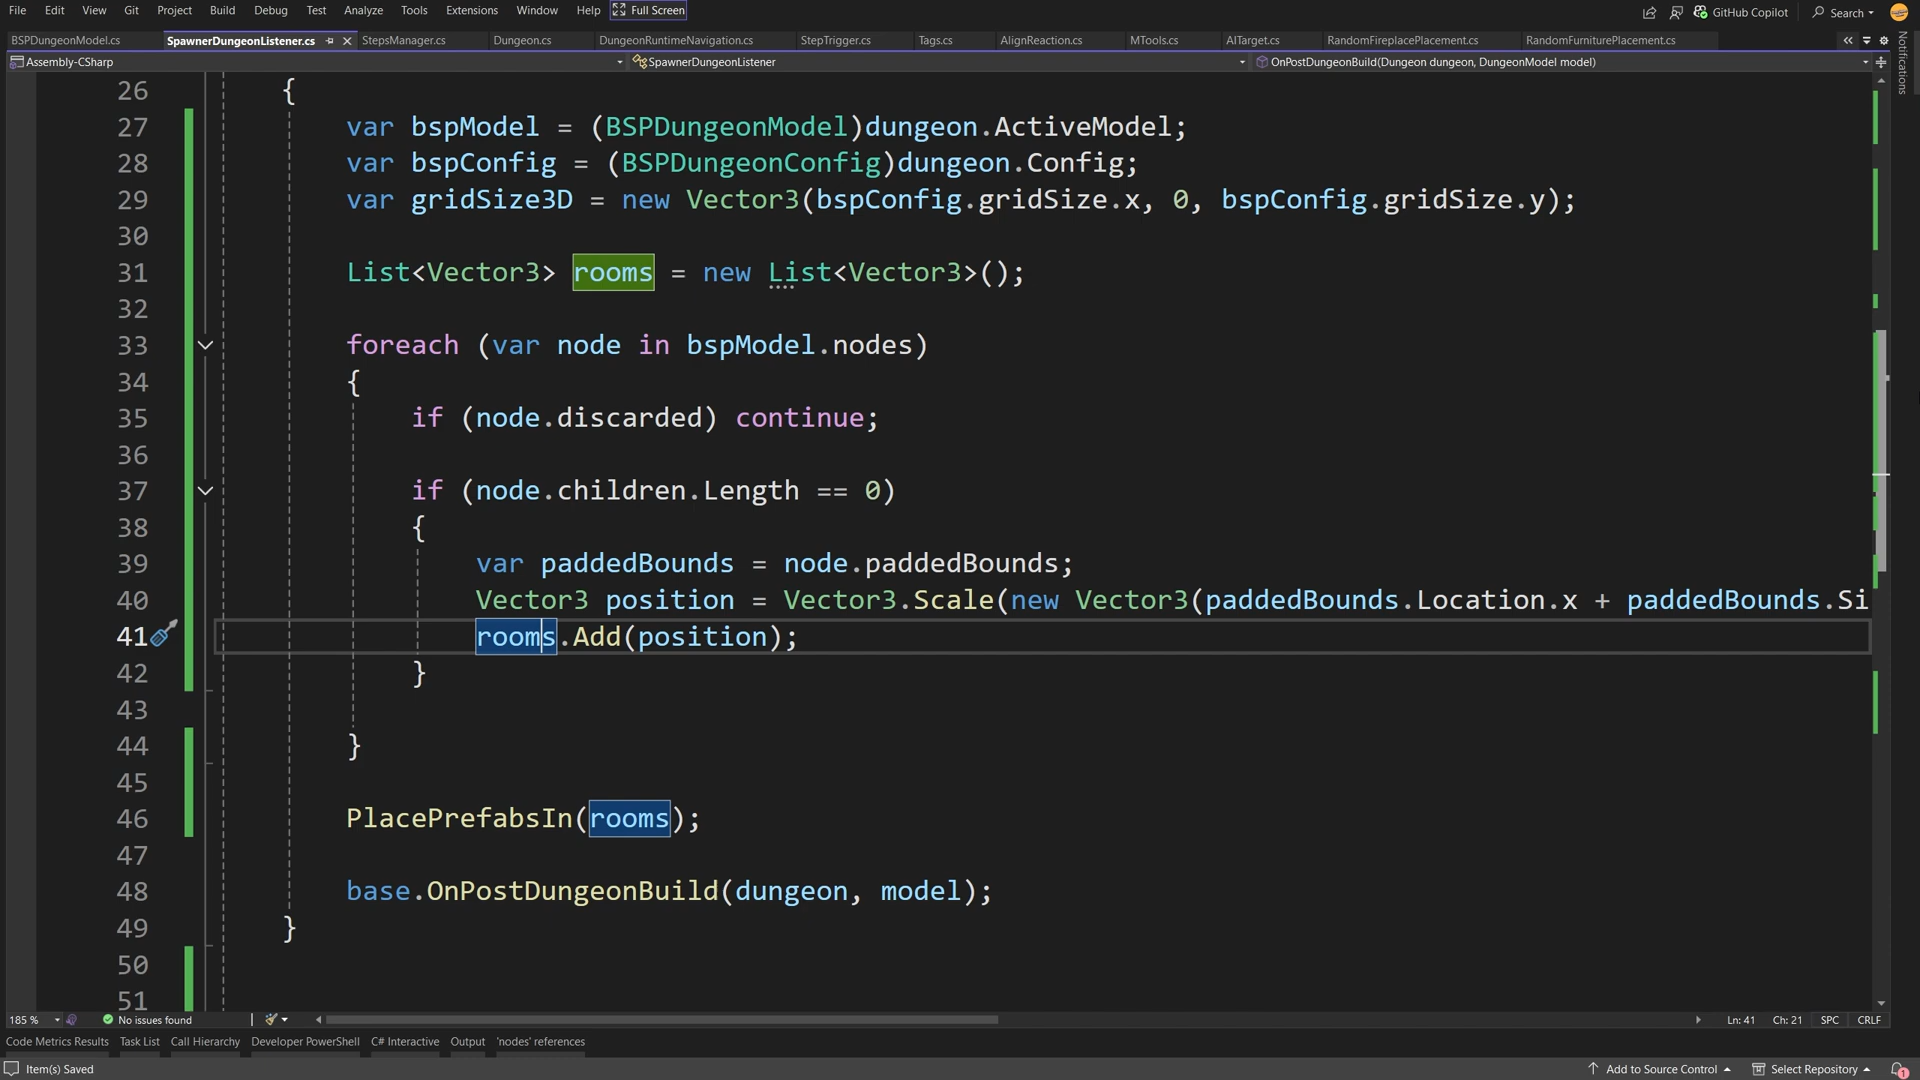 File Edit View Git Project Build Debug Test Analyze Tools Extensions Window Help Full Screen GitHub Copilot Search
BSPDungeonModel.cs SpawnerDungeonListener.cs StepsManager.cs Dungeon.cs DungeonRuntimeNavigation.cs StepTrigger.cs Tags.cs AlignReaction.cs MTools.cs AITarget.cs RandomFireplacePlacement.cs RandomFurniturePlacement.cs
Notifications
Assembly-CSharp SpawnerDungeonListener OnPostDungeonBuild(Dungeon dungeon, DungeonModel model)
26 {
27 var bspModel = (BSPDungeonModel)dungeon.ActiveModel;
28 var bspConfig = (BSPDungeonConfig)dungeon.Config;
29 var gridSize3D = new Vector3(bspConfig.gridSize.x, 0, bspConfig.gridSize.y);
30
31 List<Vector3> rooms = new List<Vector3>();
32
33 foreach (var node in bspModel.nodes)
34 {
35 if (node.discarded) continue;
36
37 if (node.children.Length == 0)
38 {
39 var paddedBounds = node.paddedBounds;
40 Vector3 position = Vector3.Scale(new Vector3(paddedBounds.Location.x + paddedBounds.Si
41 rooms.Add(position);
42 }
43
44 }
45
46 PlacePrefabsIn(rooms);
47
48 base.OnPostDungeonBuild(dungeon, model);
49 }
50
51
185 % No issues found Ln: 41 Ch: 21 SPC CRLF
Code Metrics Results Task List Call Hierarchy Developer PowerShell C# Interactive Output 'nodes' references
Item(s) Saved Add to Source Control Select Repository 1